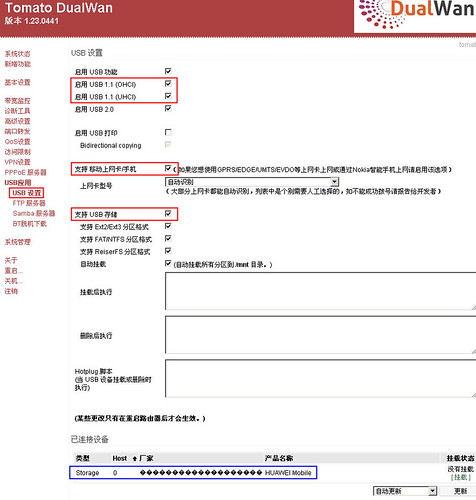 Tomato DualWan
版本 1.23.0441
DualWan
tomat
系统状态
新增功能
基本设置
带宽监控
诊断工具
高级设置
端口转发
QoS设置
访问限制
VPN设置
PPPoE 服务器
USB应用
USB 设置
FTP 服务器
Samba 服务器
BT脱机下载
系统管理
关于
重启...
关机...
注销
USB 设置
启用 USB 功能
启用 USB 1.1 (OHCI)
启用 USB 1.1 (UHCI)
启用 USB 2.0
启用 USB 打印
Bidirectional copying
支持 移动上网卡/手机
(如果您想使用GPRS/EDGE/UMTS/EVDO等上网卡上网或通过Nokia智能手机上网请启用该选项)
上网卡型号
自动识别
(大部分上网卡都能自动识别，列表中是个别需要人工选择的，如不能成功拨号请报告给开发者)
支持 USB 存储
支持 Ext2/Ext3 分区格式
支持 FAT/NTFS 分区格式
支持 ReiserFS 分区格式
自动挂载
(自动挂载所有分区到 /mnt 目录。)
挂载后执行
删除后执行
Hotplug 脚本
(当 USB 设备挂载或删除时
执行)
(某些更改只有在重启路由器后才会生效。)
已连接设备
类型 Host 厂家 产品名称 挂载状态
Storage 0 HUAWEI Mobile 没有挂载
[挂载]
自动更新 更新